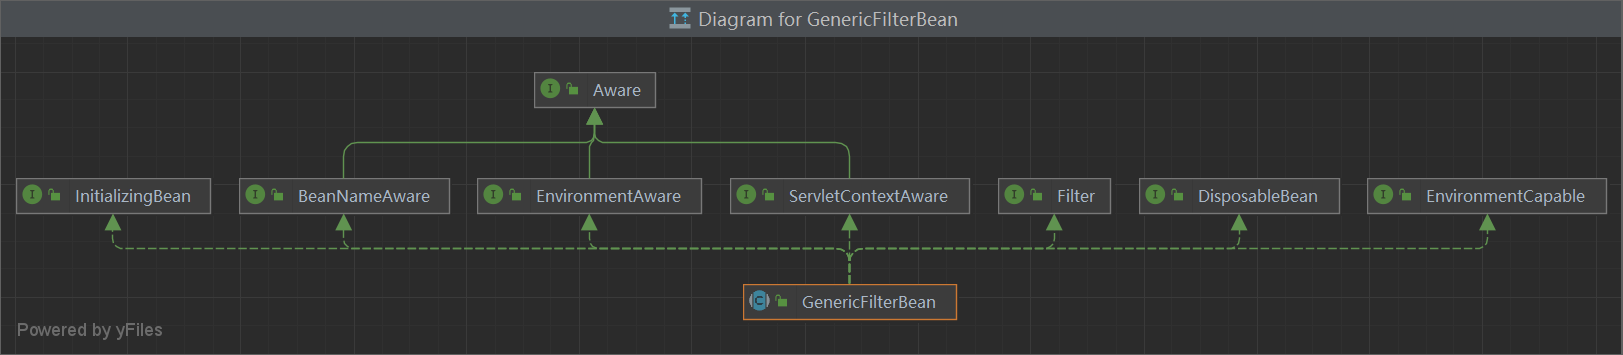 Diagram for GenericFilterBean
I Aware
I InitializingBean
I BeanNameAware
I EnvironmentAware
I ServletContextAware
I Filter
I DisposableBean
I EnvironmentCapable
C GenericFilterBean
Powered by yFiles